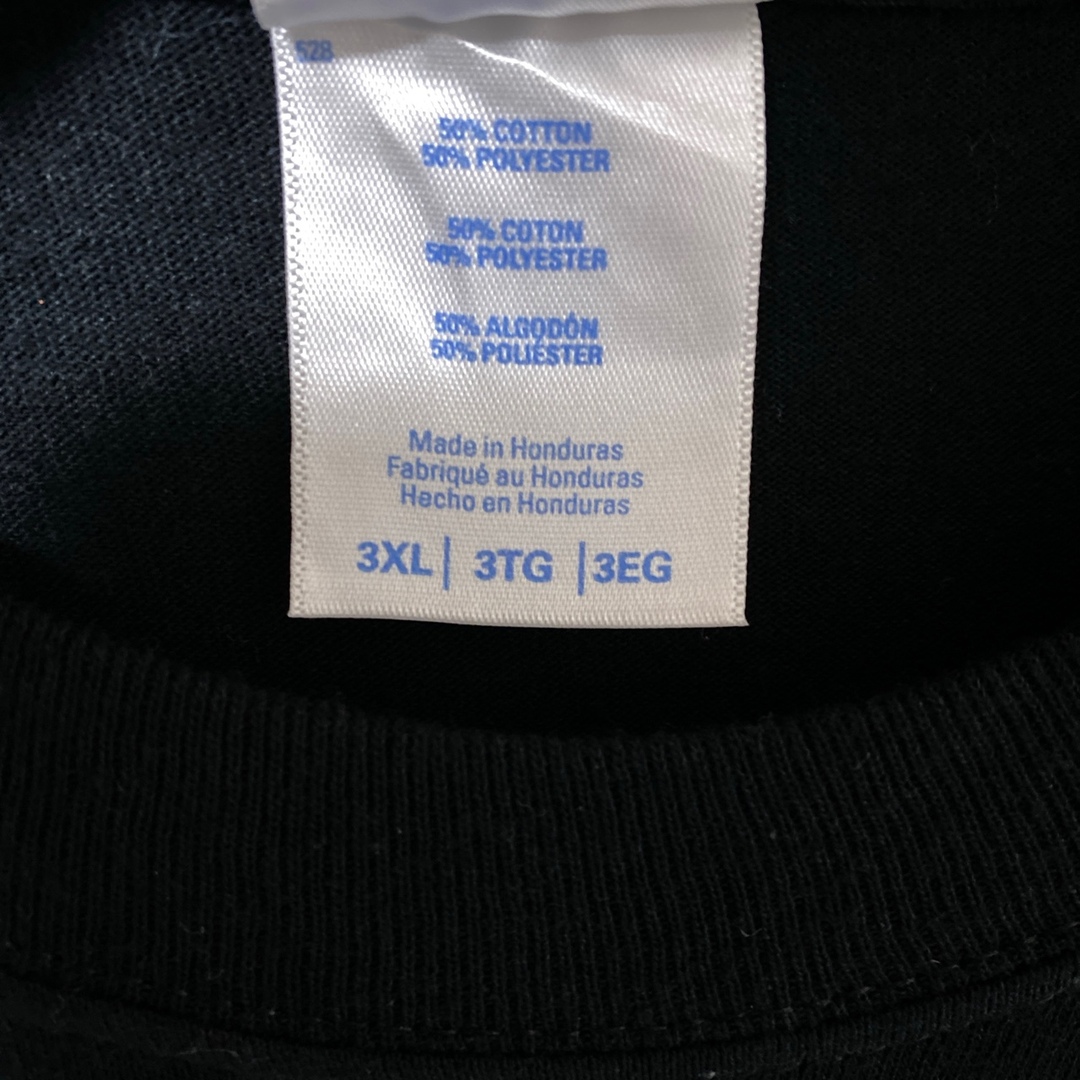 528
50% COTTON
50% POLYESTER
50% COTON
50% POLYESTER
50% ALGODÓN
50% POLIÉSTER
Made in Honduras
Fabriqué au Honduras
Hecho en Honduras
3XL | 3TG | 3EG